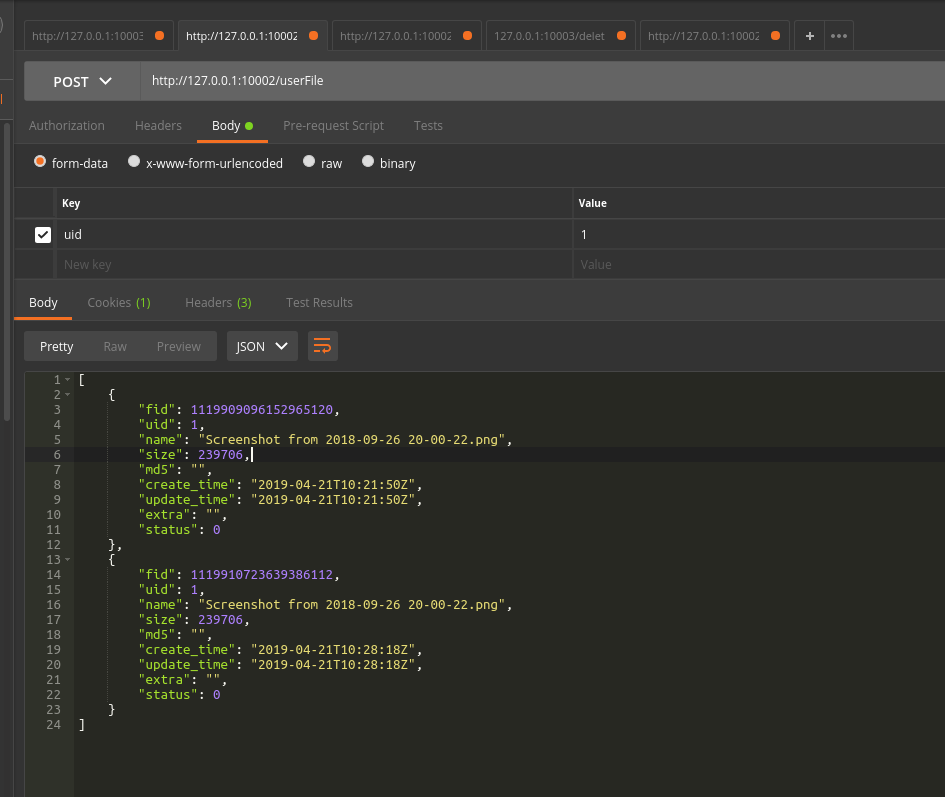 http://127.0.0.1:10003 http://127.0.0.1:10002 http://127.0.0.1:10002 127.0.0.1:10003/delet http://127.0.0.1:10002 + •••
POST http://127.0.0.1:10002/userFile
Authorization Headers Body Pre-request Script Tests
form-data x-www-form-urlencoded raw binary
Key Value
uid 1
New key Value
Body Cookies (1) Headers (3) Test Results
Pretty Raw Preview JSON
1 [
2 {
3 "fid": 1119909096152965120,
4 "uid": 1,
5 "name": "Screenshot from 2018-09-26 20-00-22.png",
6 "size": 239706,
7 "md5": "",
8 "create_time": "2019-04-21T10:21:50Z",
9 "update_time": "2019-04-21T10:21:50Z",
10 "extra": "",
11 "status": 0
12 },
13 {
14 "fid": 1119910723639386112,
15 "uid": 1,
16 "name": "Screenshot from 2018-09-26 20-00-22.png",
17 "size": 239706,
18 "md5": "",
19 "create_time": "2019-04-21T10:28:18Z",
20 "update_time": "2019-04-21T10:28:18Z",
21 "extra": "",
22 "status": 0
23 }
24 ]